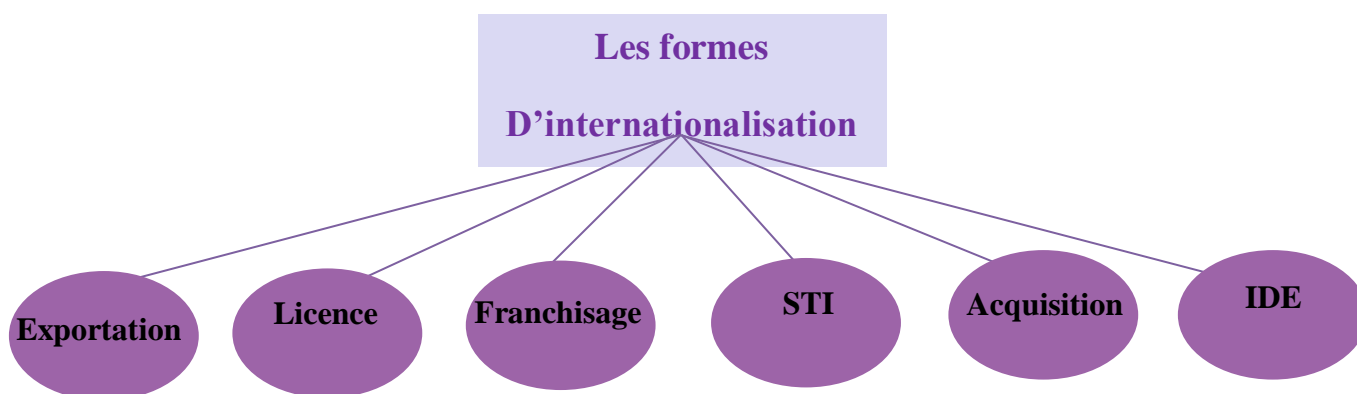 Les formes
D’internationalisation
Exportation
Licence
Franchisage
STI
Acquisition
IDE